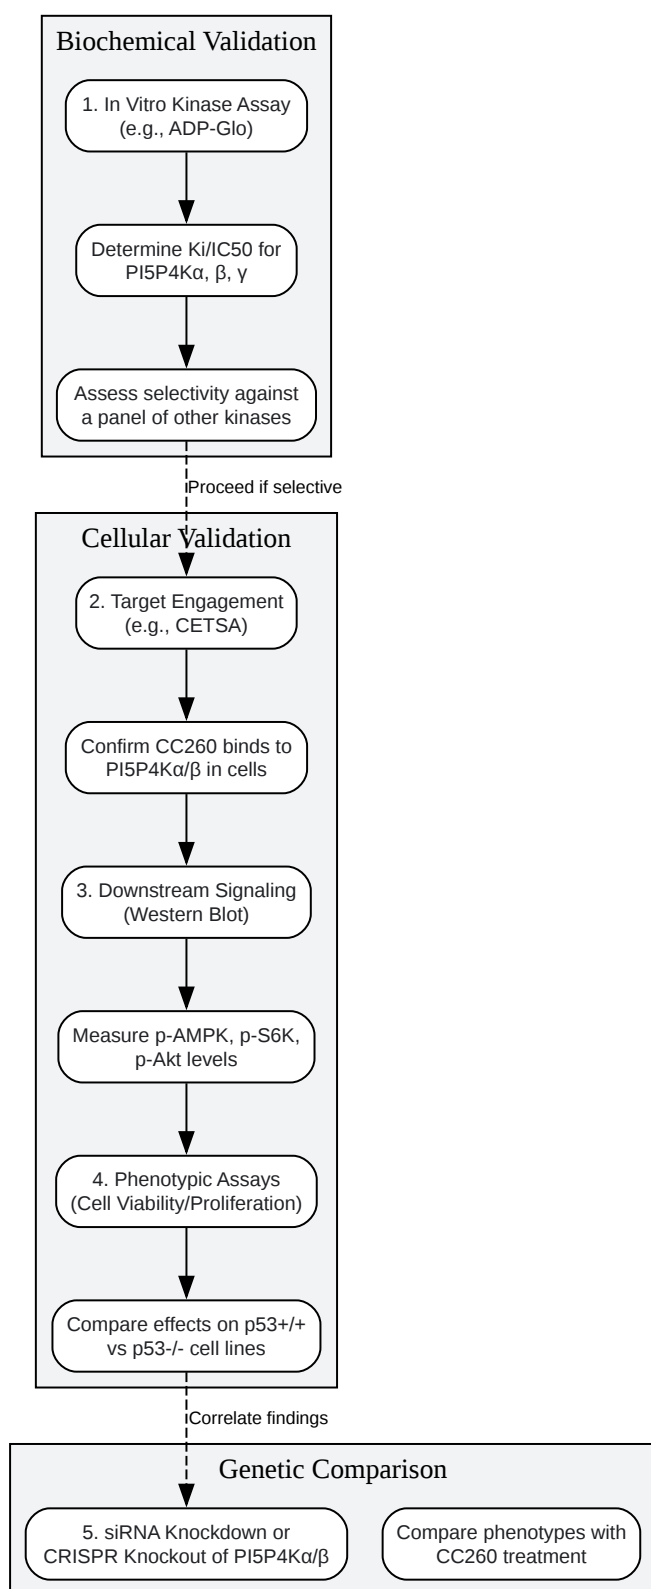 Biochemical Validation
1. In Vitro Kinase Assay
(e.g., ADP-Glo)
Determine Ki/IC50 for
PI5P4Kα, β, γ
Assess selectivity against
a panel of other kinases
Proceed if selective
Cellular Validation
2. Target Engagement
(e.g., CETSA)
Confirm CC260 binds to
PI5P4Kα/β in cells
3. Downstream Signaling
(Western Blot)
Measure p-AMPK, p-S6K,
p-Akt levels
4. Phenotypic Assays
(Cell Viability/Proliferation)
Compare effects on p53+/+
vs p53-/- cell lines
Correlate findings
Genetic Comparison
5. siRNA Knockdown or
CRISPR Knockout of PI5P4Kα/β
Compare phenotypes with
CC260 treatment